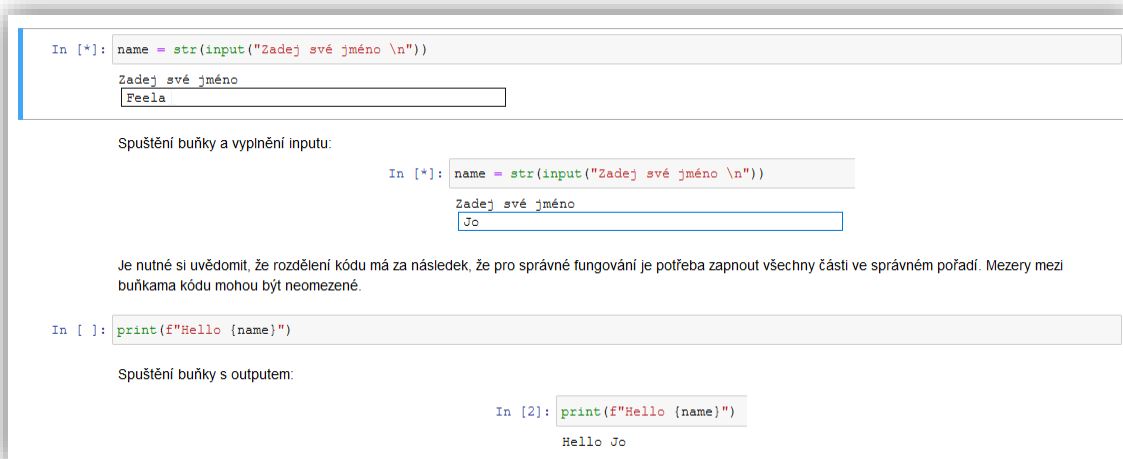 In [*]: name = str(input("Zadej své jméno \n"))
Zadej své jméno
Feela
Spuštění buňky a vyplnění inputu:
In [*]: name = str(input("Zadej své jméno \n"))
Zadej své jméno
Jo
Je nutné si uvědomit, že rozdělení kódu má za následek, že pro správné fungování je potřeba zapnout všechny části ve správném pořadí. Mezery mezi
buňkama kódu mohou být neomezené.
In [ ]: print(f"Hello {name}")
Spuštění buňky s outputem:
In [2]: print(f"Hello {name}")
Hello Jo